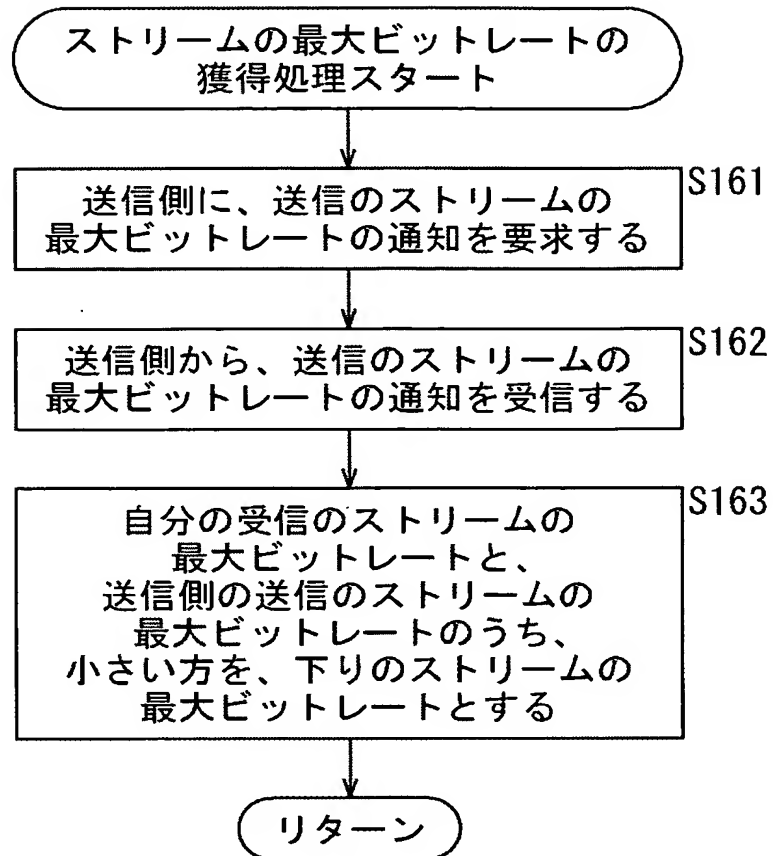 ストリームの最大ビットレートの
獲得処理スタート
S161
送信側に、送信のストリームの
最大ビットレートの通知を要求する
S162
送信側から、送信のストリームの
最大ビットレートの通知を受信する
S163
自分の受信のストリームの
最大ビットレートと、
送信側の送信のストリームの
最大ビットレートのうち、
小さい方を、下りのストリームの
最大ビットレートとする
リターン